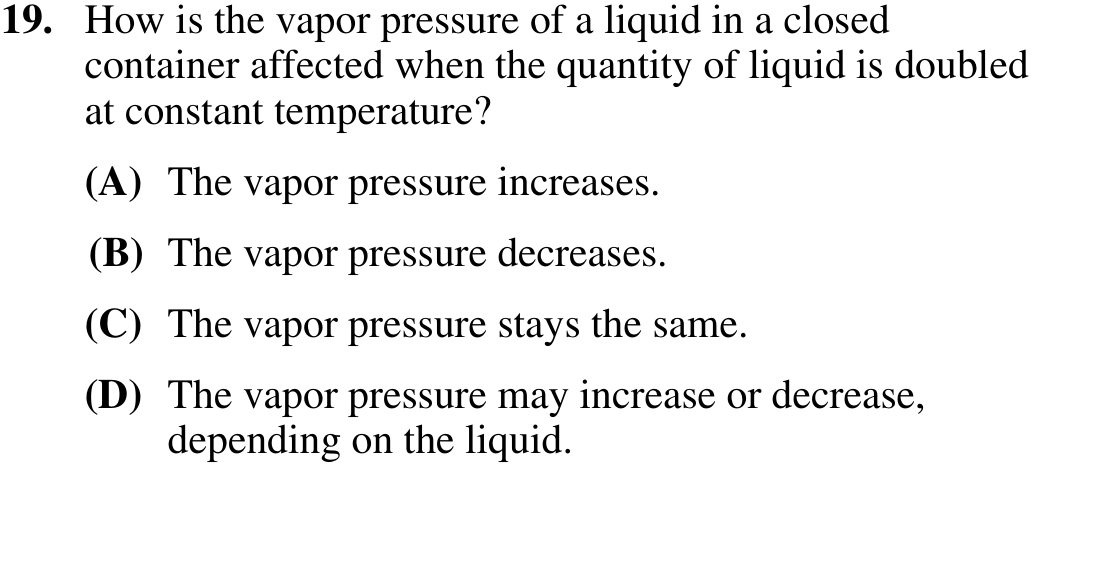 19. How is the vapor pressure of a liquid in a closed
container affected when the quantity of liquid is doubled
at constant temperature?
(A) The vapor pressure increases.
(B) The vapor pressure decreases.
(C) The vapor pressure stays the same.
(D) The vapor pressure may increase or decrease,
depending on the liquid.